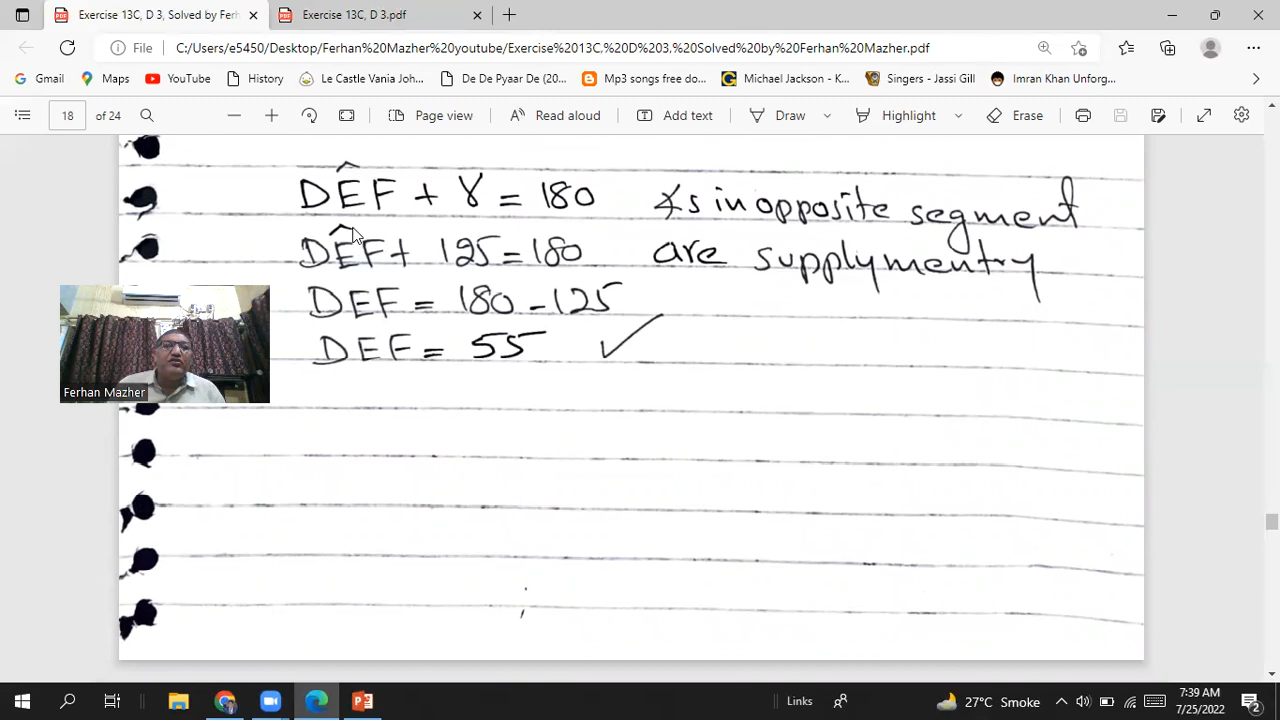 Exercise 13C, D 3, Solved by Fer
Exercise 13C, D 3.pdf
File
C:/Users/e5450/Desktop/Ferhan%20Mazher%20youtube/Exercise%2013C,%20D%203,%20Solved%20by%20Ferhan%20Mazher.pdf
Gmail
Maps
YouTube
History
Le Castle Vania Joh...
De De Pyaar De (20...
Mp3 songs free do...
Michael Jackson - K...
Singers - Jassi Gill
Imran Khan Unforg...
18 of 24
Page view
Read aloud
Add text
Draw
Highlight
Erase
DÊF + γ = 180 ∡s in opposite segment
DÊF + 125 = 180 are supplymentry
DEF = 180 - 125
DEF = 55 ✓
Ferhan Mazher
Links
27°C Smoke
7:39 AM
7/25/2022
2